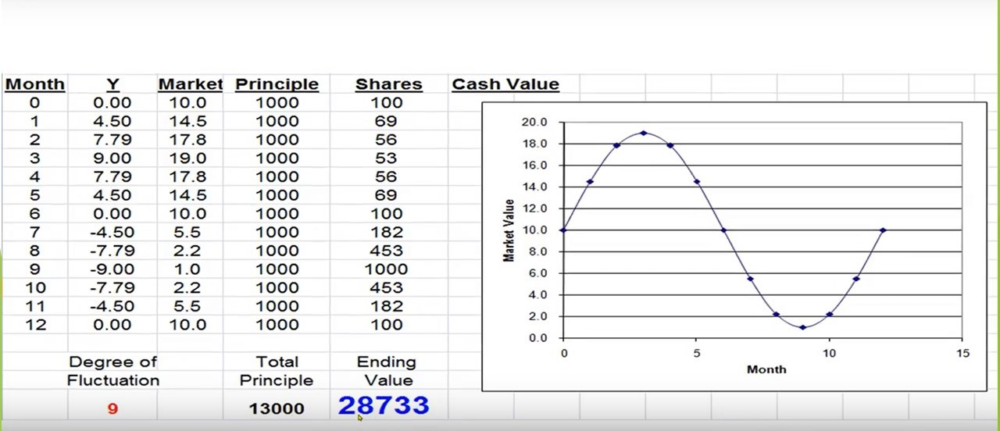 Month Y Market Principle Shares Cash Value
0 0.00 10.0 1000 100
1 4.50 14.5 1000 69
2 7.79 17.8 1000 56
3 9.00 19.0 1000 53
4 7.79 17.8 1000 56
5 4.50 14.5 1000 69
6 0.00 10.0 1000 100
7 -4.50 5.5 1000 182
8 -7.79 2.2 1000 453
9 -9.00 1.0 1000 1000
10 -7.79 2.2 1000 453
11 -4.50 5.5 1000 182
12 0.00 10.0 1000 100
Degree of Total Ending
Fluctuation Principle Value
9 13000 28733
20.0
18.0
16.0
14.0
12.0
10.0
8.0
6.0
4.0
2.0
0.0
Market Value
0 5 10 15
Month